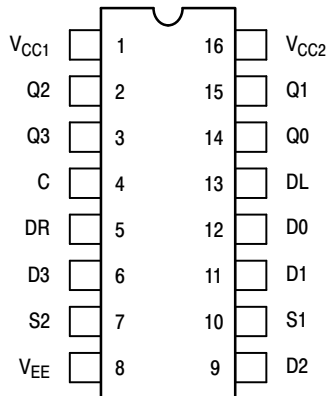 VCC1 1 16 VCC2
Q2 2 15 Q1
Q3 3 14 Q0
C 4 13 DL
DR 5 12 D0
D3 6 11 D1
S2 7 10 S1
VEE 8 9 D2